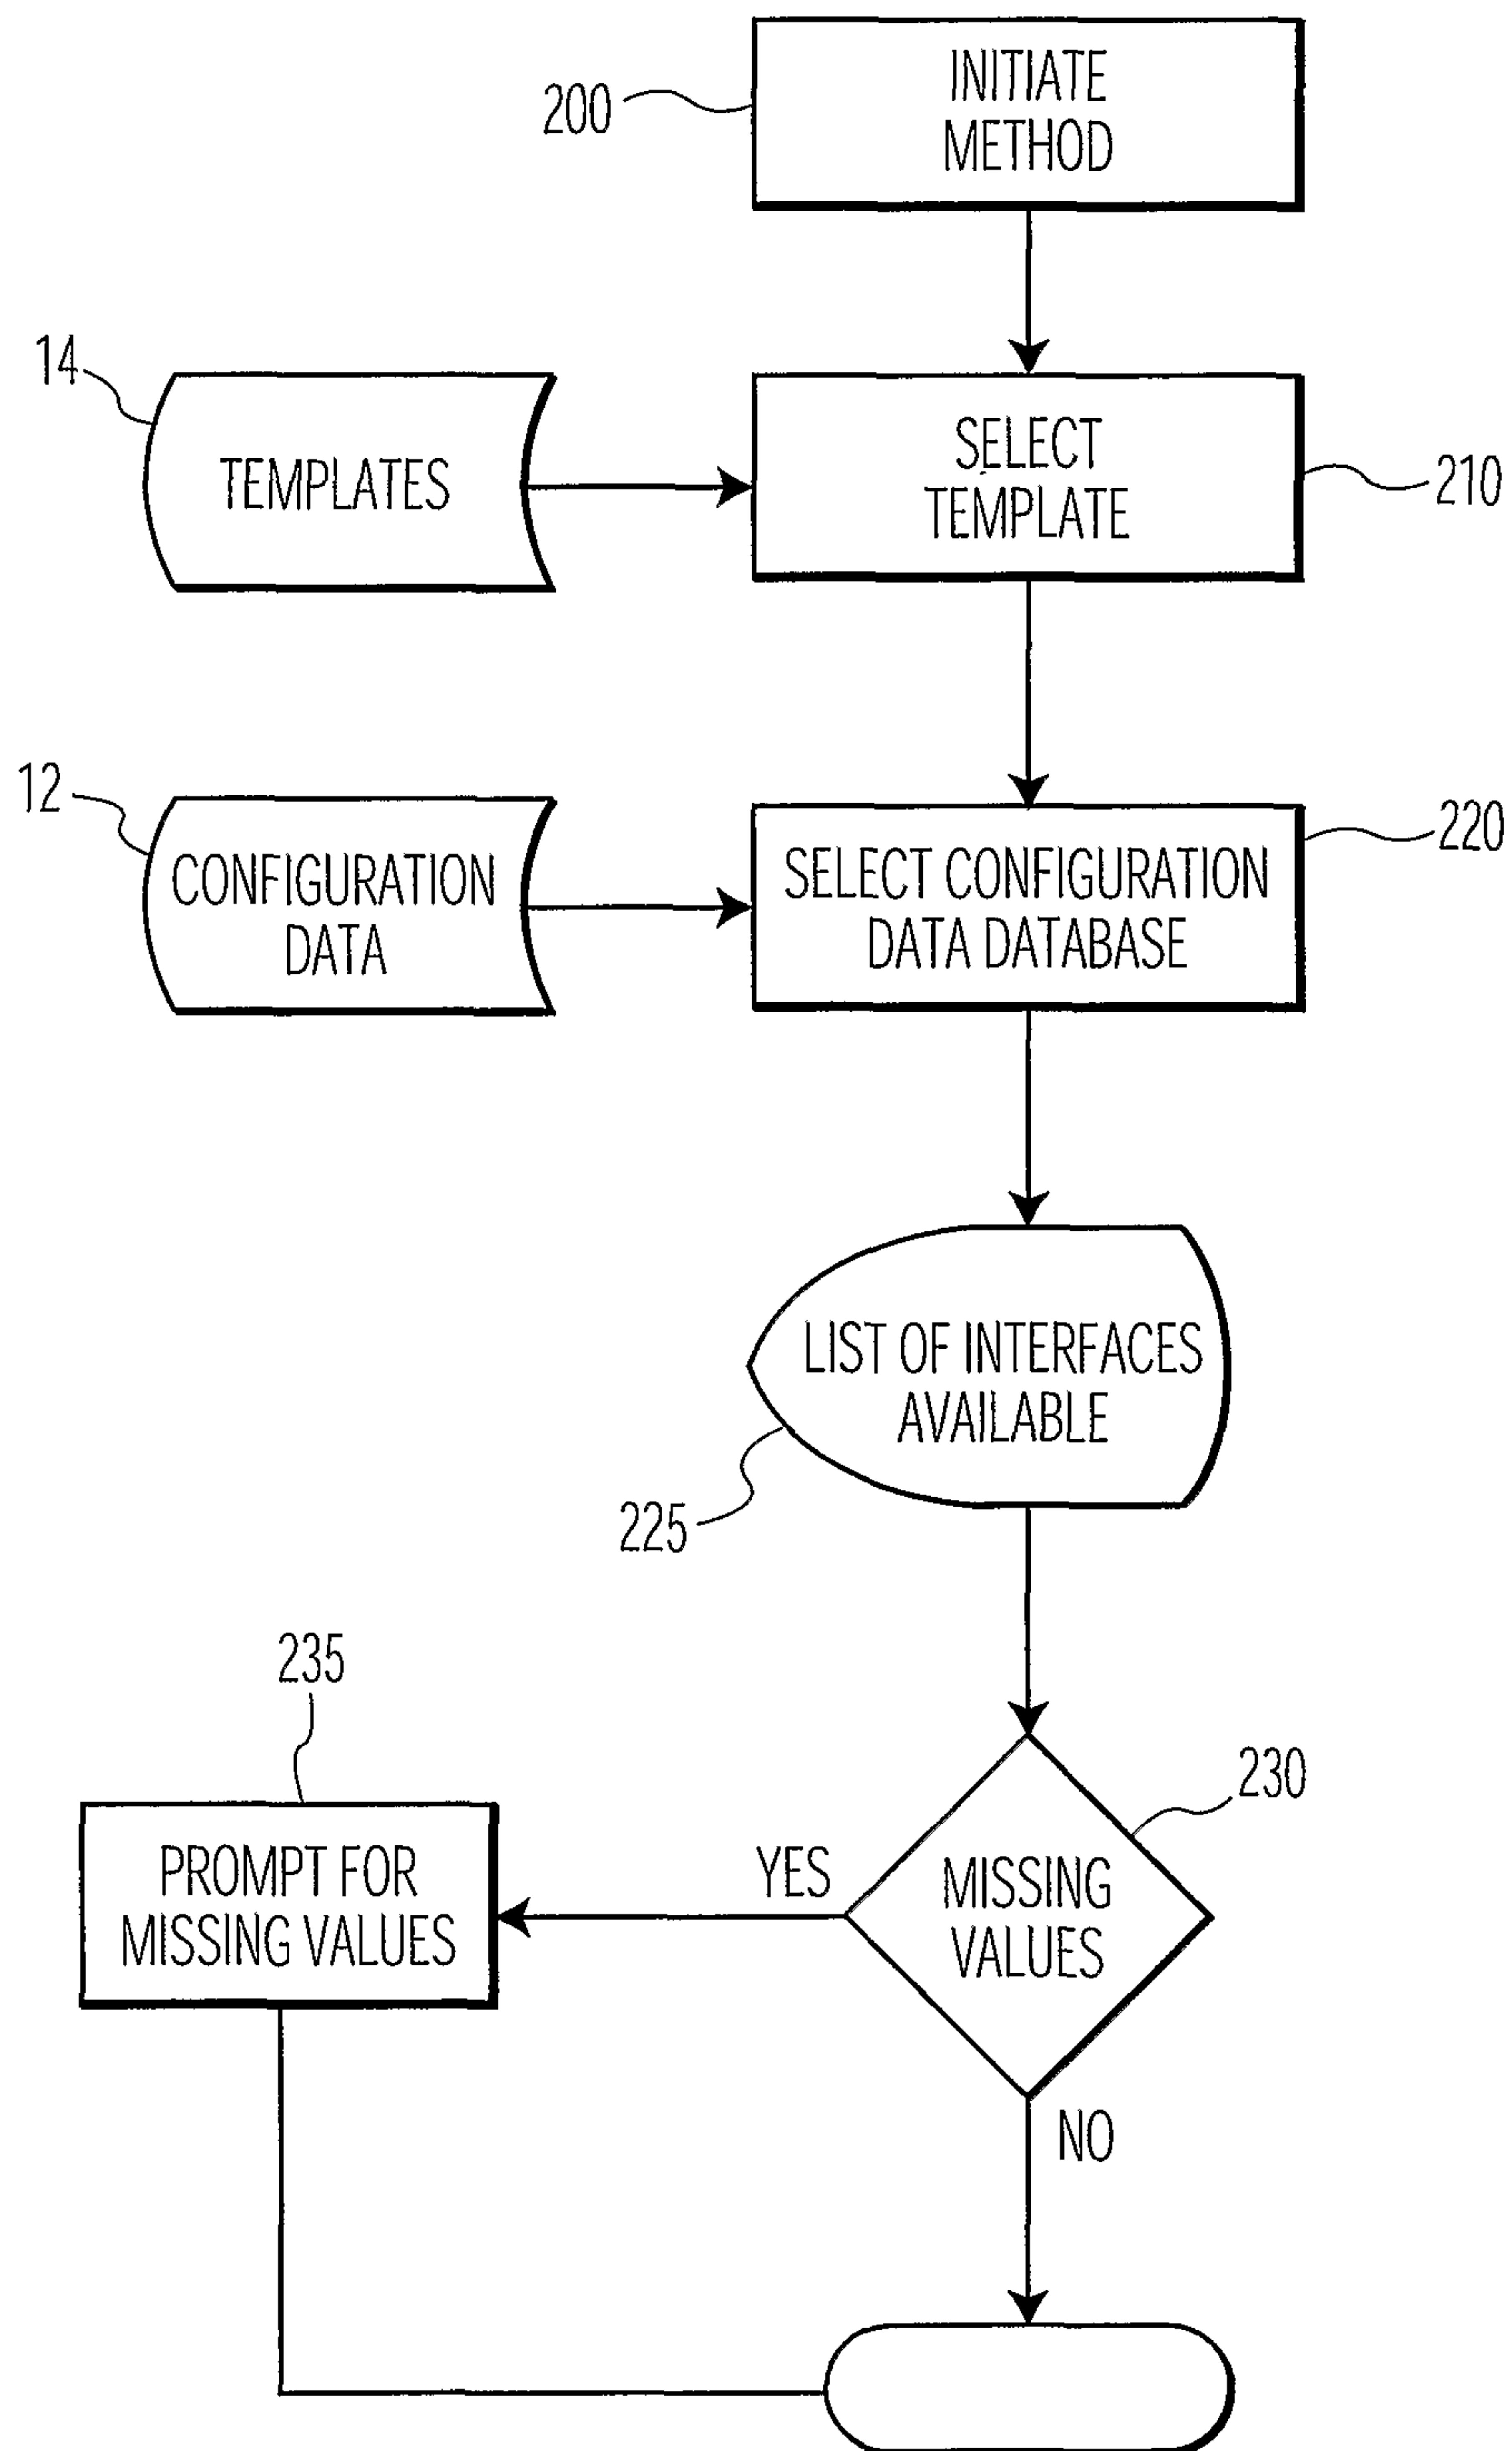 200
INITIATE
METHOD
14
TEMPLATES
SELECT
TEMPLATE
210
12
CONFIGURATION
DATA
SELECT CONFIGURATION
DATA DATABASE
220
LIST OF INTERFACES
AVAILABLE
225
235
PROMPT FOR
MISSING VALUES
YES
230
MISSING
VALUES
NO